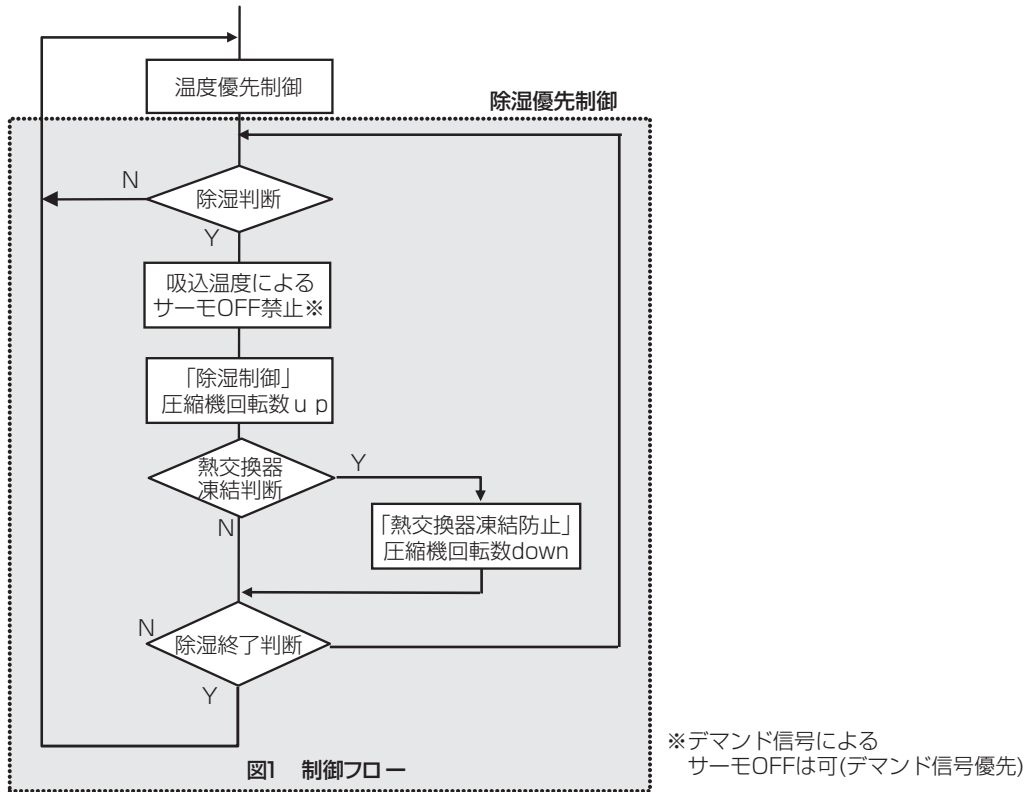 温度優先制御
除湿優先制御
N
除湿判断
Y
吸込温度による
サーモOFF禁止※
「除湿制御」
圧縮機回転数up
熱交換器
凍結判断
Y
N
「熱交換器凍結防止」
圧縮機回転数down
N
除湿終了判断
Y
※デマンド信号による
サーモOFFは可(デマンド信号優先)
図1 制御フロー